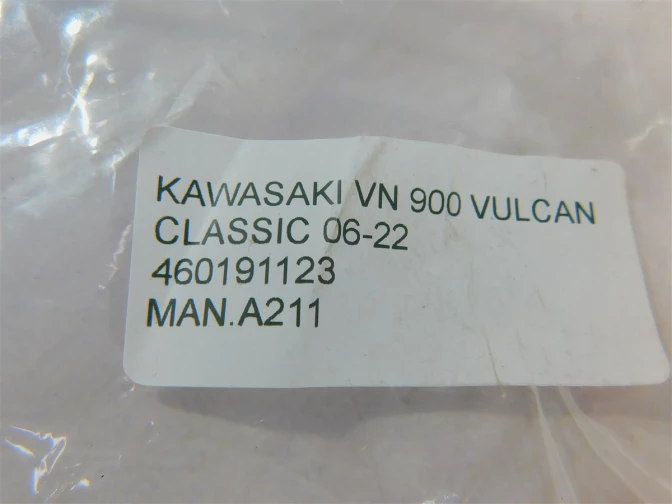 KAWASAKI VN 900 VULCAN
CLASSIC 06-22
460191123
MAN.A211